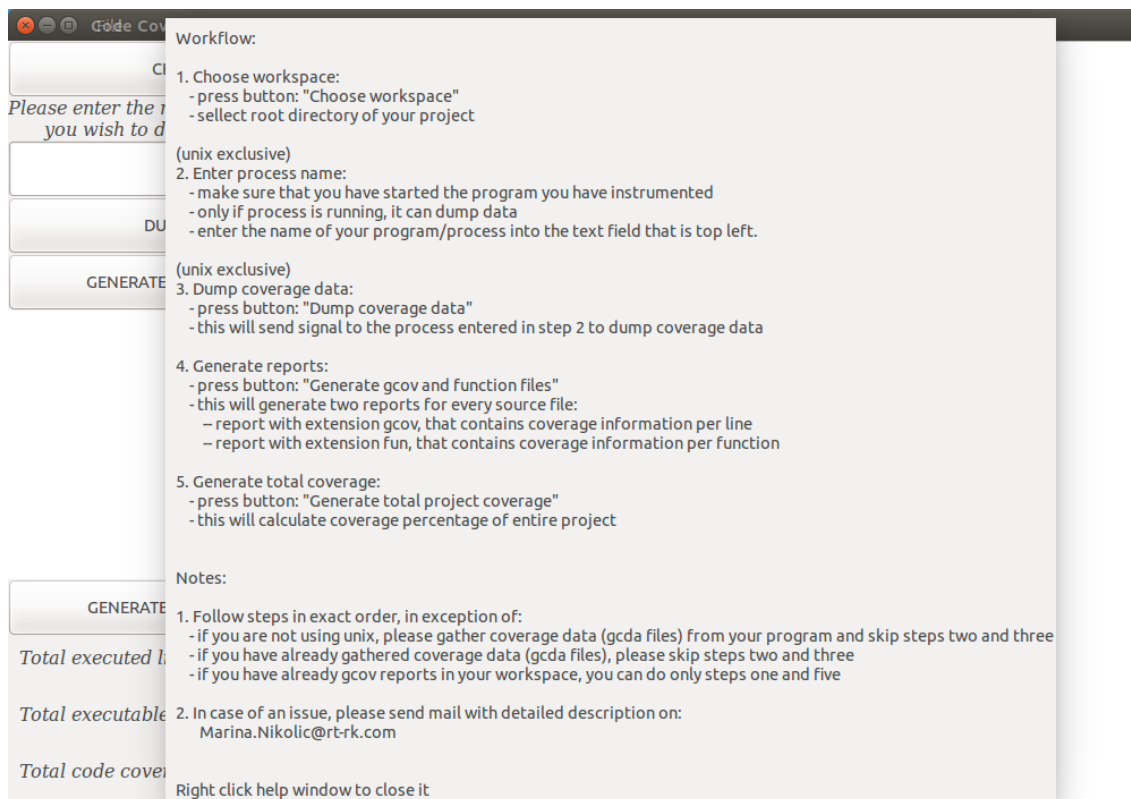 Code Cov
File
CH
Please enter the n
you wish to d
DU
GENERATE
GENERATE
Total executed li
Total executable
Total code cover
Workflow:
1. Choose workspace:
- press button: "Choose workspace"
- sellect root directory of your project
(unix exclusive)
2. Enter process name:
- make sure that you have started the program you have instrumented
- only if process is running, it can dump data
- enter the name of your program/process into the text field that is top left.
(unix exclusive)
3. Dump coverage data:
- press button: "Dump coverage data"
- this will send signal to the process entered in step 2 to dump coverage data
4. Generate reports:
- press button: "Generate gcov and function files"
- this will generate two reports for every source file:
-- report with extension gcov, that contains coverage information per line
-- report with extension fun, that contains coverage information per function
5. Generate total coverage:
- press button: "Generate total project coverage"
- this will calculate coverage percentage of entire project
Notes:
1. Follow steps in exact order, in exception of:
- if you are not using unix, please gather coverage data (gcda files) from your program and skip steps two and three
- if you have already gathered coverage data (gcda files), please skip steps two and three
- if you have already gcov reports in your workspace, you can do only steps one and five
2. In case of an issue, please send mail with detailed description on:
Marina.Nikolic@rt-rk.com
Right click help window to close it